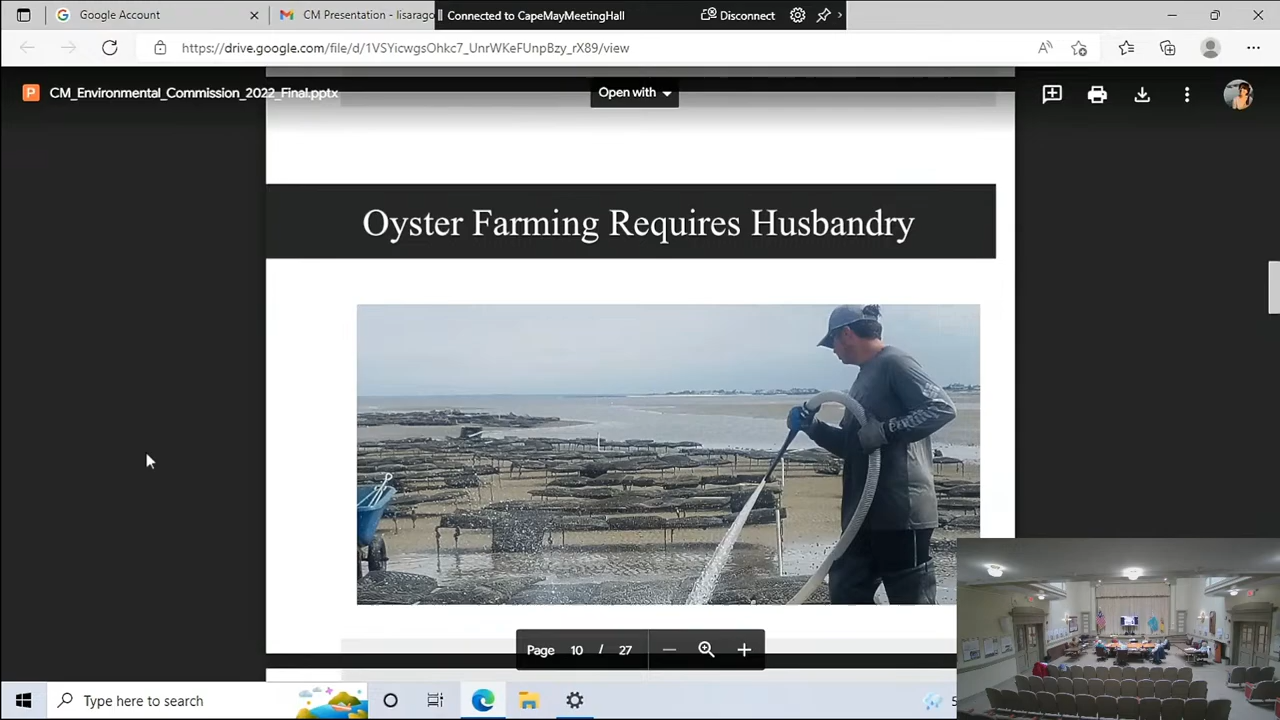 Google Account
CM Presentation - lisarago
Connected to CapeMayMeetingHall
Disconnect
https://drive.google.com/file/d/1VSYicwgsOhkc7_UnrWKeFUnpBzy_rX89/view
P
CM_Environmental_Commission_2022_Final.pptx
Open with
Oyster Farming Requires Husbandry
Page 10 / 27
Type here to search